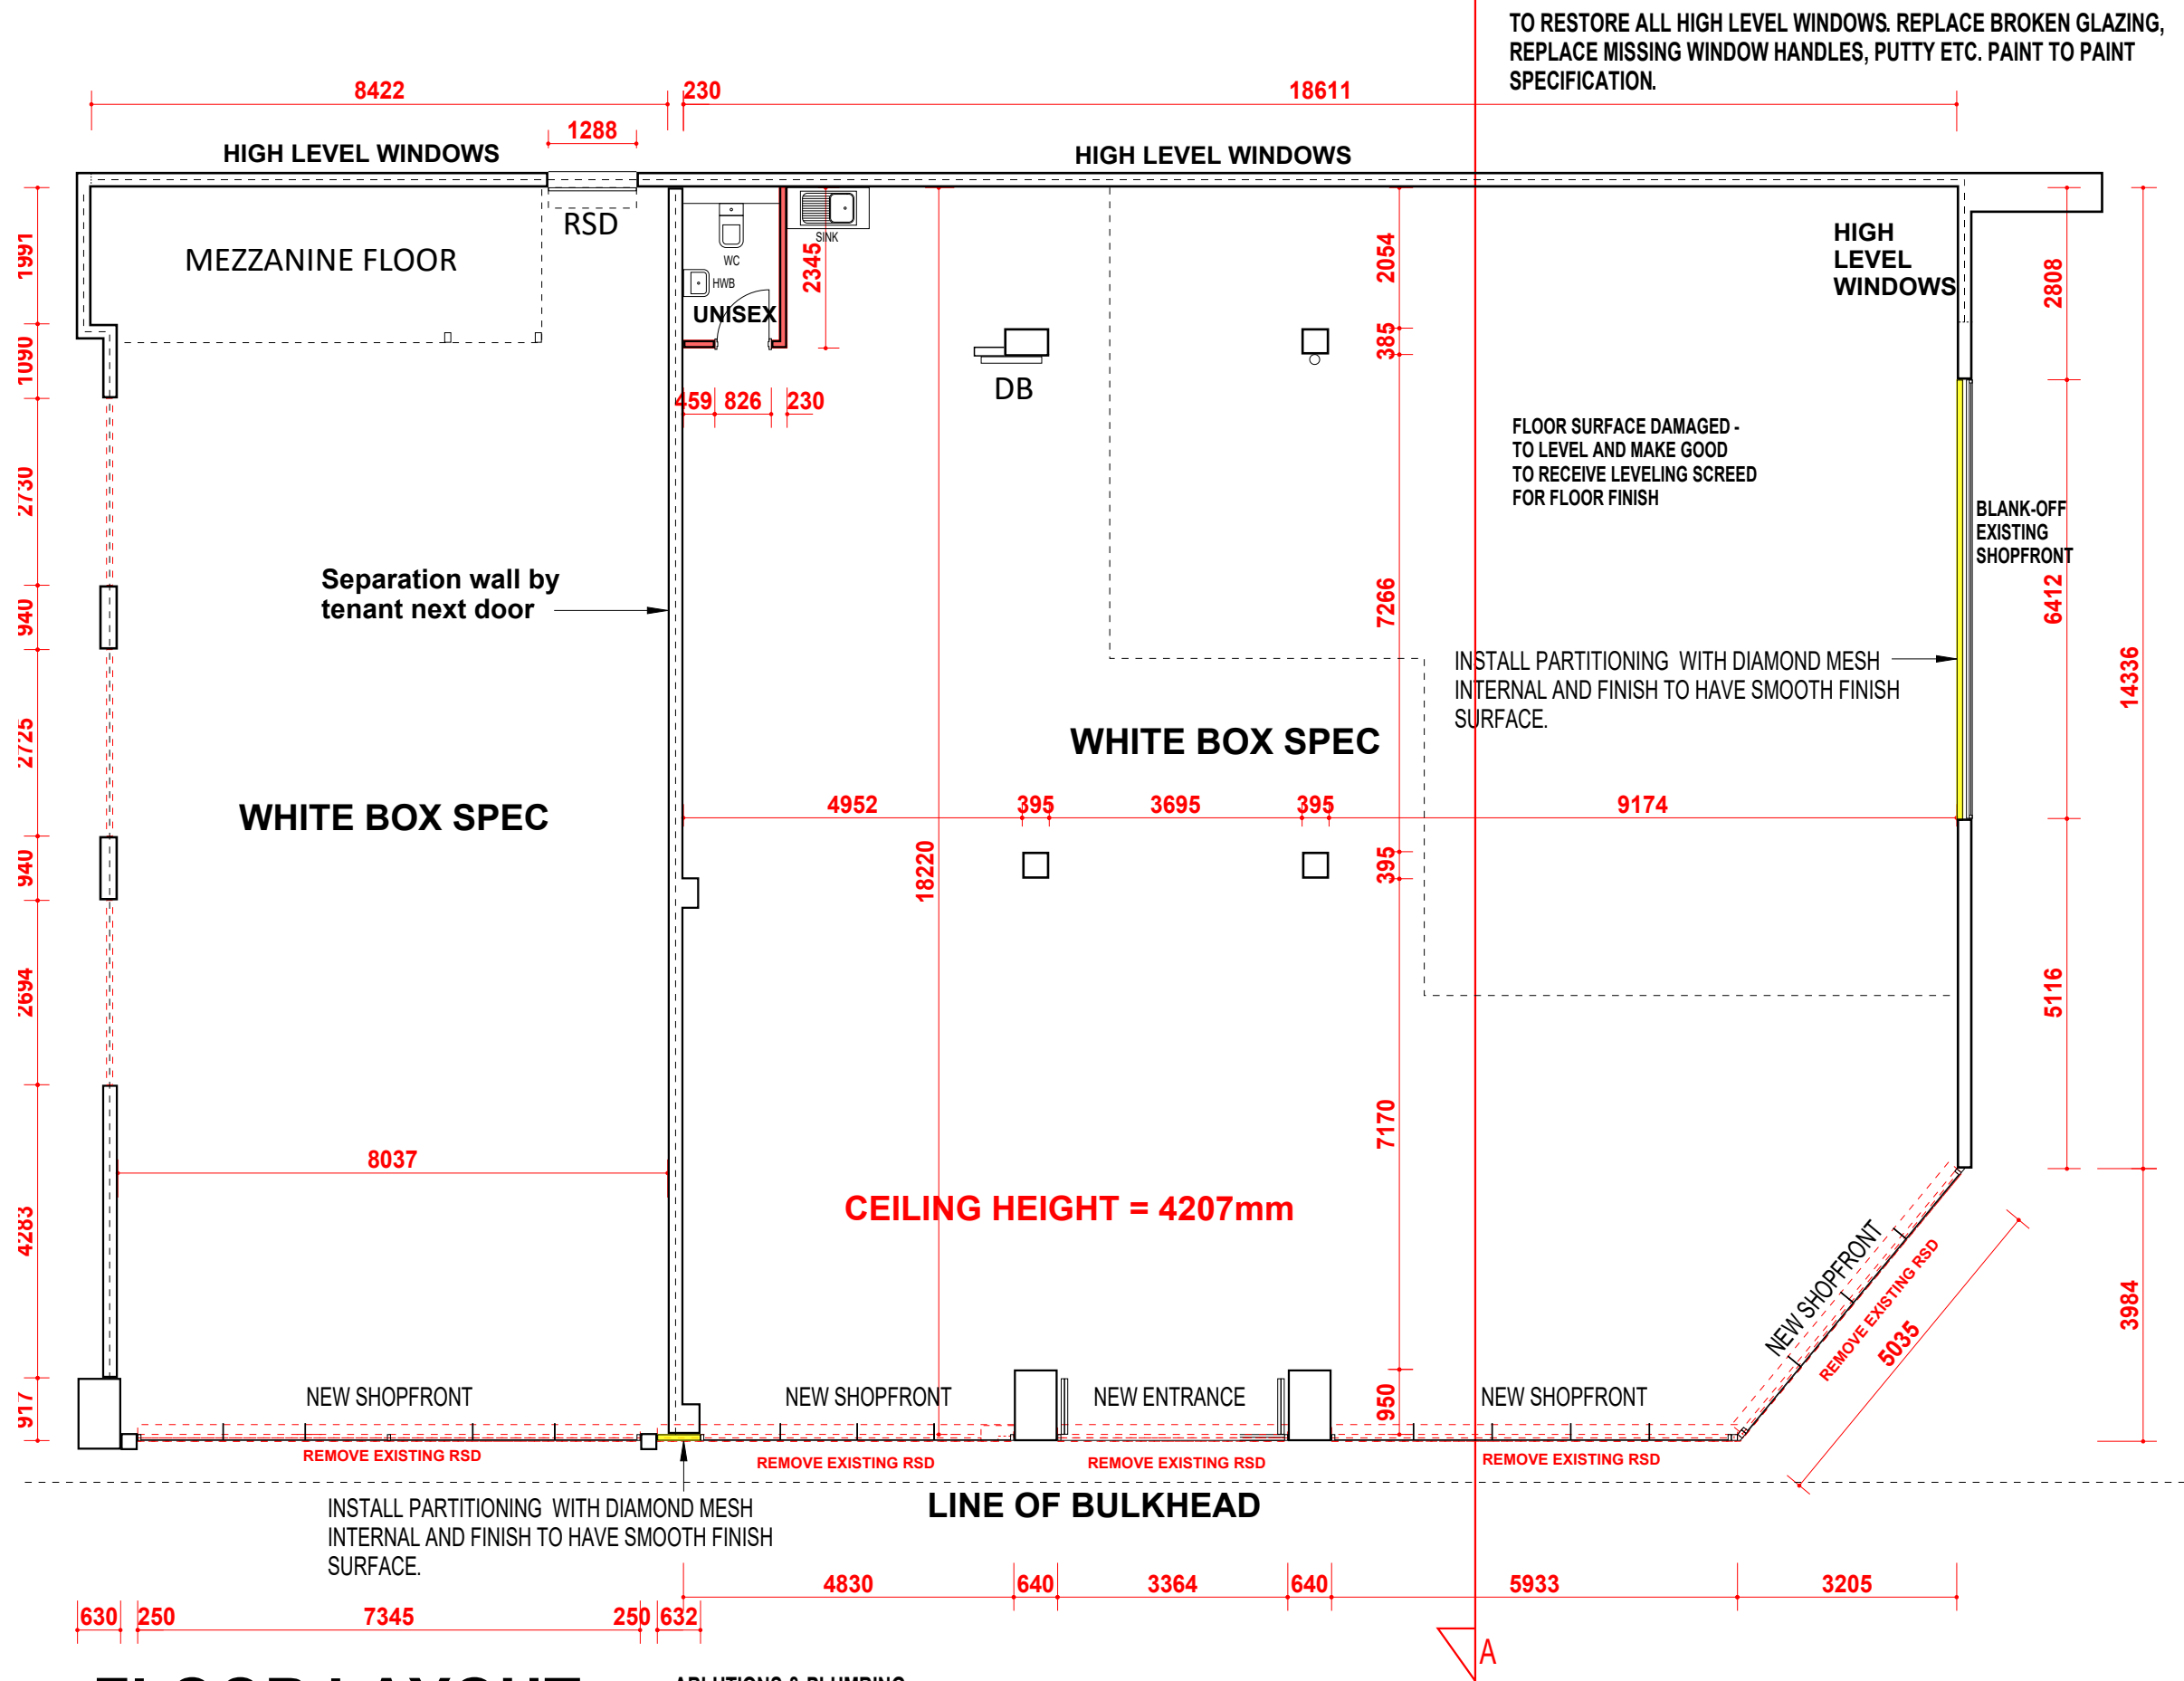 TO RESTORE ALL HIGH LEVEL WINDOWS. REPLACE BROKEN GLAZING,
REPLACE MISSING WINDOW HANDLES, PUTTY ETC. PAINT TO PAINT
SPECIFICATION.
8422
230
18611
1288
HIGH LEVEL WINDOWS
HIGH LEVEL WINDOWS
RSD
MEZZANINE FLOOR
SINK
WC
HWB
UNISEX
2345
459
826
230
DB
2054
385
7266
395
7170
950
HIGH
LEVEL
WINDOWS
2808
6412
5116
14336
3984
1991
1090
2730
940
2725
940
2694
4283
917
FLOOR SURFACE DAMAGED -
TO LEVEL AND MAKE GOOD
TO RECEIVE LEVELING SCREED
FOR FLOOR FINISH
BLANK-OFF
EXISTING
SHOPFRONT
Separation wall by
tenant next door
INSTALL PARTITIONING WITH DIAMOND MESH
INTERNAL AND FINISH TO HAVE SMOOTH FINISH
SURFACE.
WHITE BOX SPEC
WHITE BOX SPEC
4952
395
3695
395
9174
18220
8037
CEILING HEIGHT = 4207mm
NEW SHOPFRONT
REMOVE EXISTING RSD
5035
NEW SHOPFRONT
NEW SHOPFRONT
NEW ENTRANCE
NEW SHOPFRONT
REMOVE EXISTING RSD
REMOVE EXISTING RSD
REMOVE EXISTING RSD
REMOVE EXISTING RSD
LINE OF BULKHEAD
INSTALL PARTITIONING WITH DIAMOND MESH
INTERNAL AND FINISH TO HAVE SMOOTH FINISH
SURFACE.
4830
640
3364
640
5933
3205
630
250
7345
250
632
A
FLOOR LAYOUT
ABLUTIONS & PLUMBING